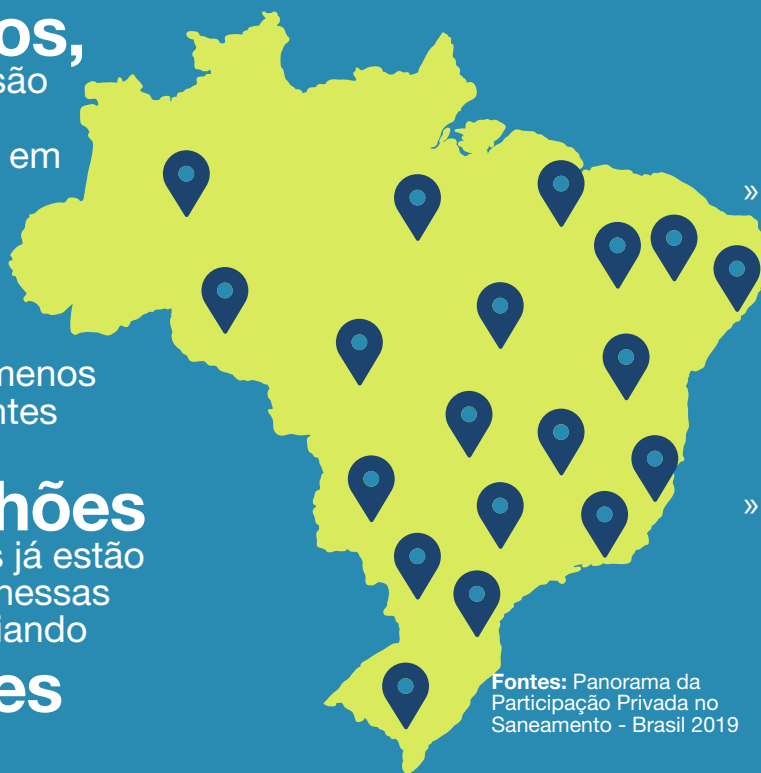 os,
são
em
menos
ntes
hões
s já estão
nessas
iando
es
»
»
Fontes: Panorama da
Participação Privada no
Saneamento - Brasil 2019